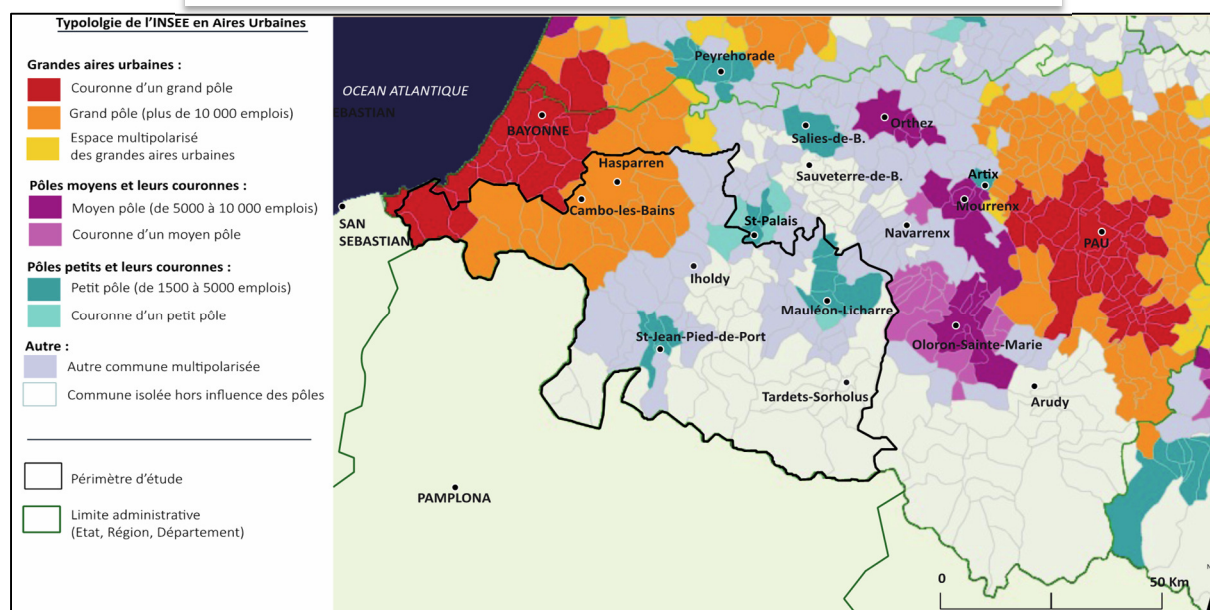 Typolologie de l'INSEE en Aires Urbaines
Grandes aires urbaines :
Couronne d'un grand pôle
Grand pôle (plus de 10 000 emplois)
Espace multipolarisé
des grandes aires urbaines
Pôles moyens et leurs couronnes :
Moyen pôle (de 5000 à 10 000 emplois)
Couronne d'un moyen pôle
Pôles petits et leurs couronnes :
Petit pôle (de 1500 à 5000 emplois)
Couronne d'un petit pôle
Autre :
Autre commune multipolarisée
Commune isolée hors influence des pôles
Périmètre d'étude
Limite administrative
(Etat, Région, Département)
OCEAN ATLANTIQUE
EBASTIAN
BAYONNE
Peyrehorade
Salies-de-B.
Orthez
Hasparren
Sauveterre-de-B.
Artix
Cambo-les-Bains
Mourrenx
SAN
SEBASTIAN
St-Palais
Navarrenx
PAU
Iholdy
Mauléon-Licharre
St-Jean-Pied-de-Port
Oloron-Sainte-Marie
Tardets-Sorholus
Arudy
PAMPLONA
0
50 Km
N